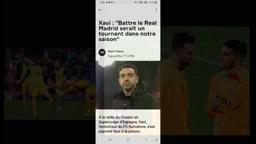 Xavi : "Battre le Real
Madrid serait un
tournant dans notre
saison"
À la veille du Clasico en
Supercoupe d'Espagne, Xavi,
l'entraîneur du FC Barcelone, s'est
exprimé face à la presse